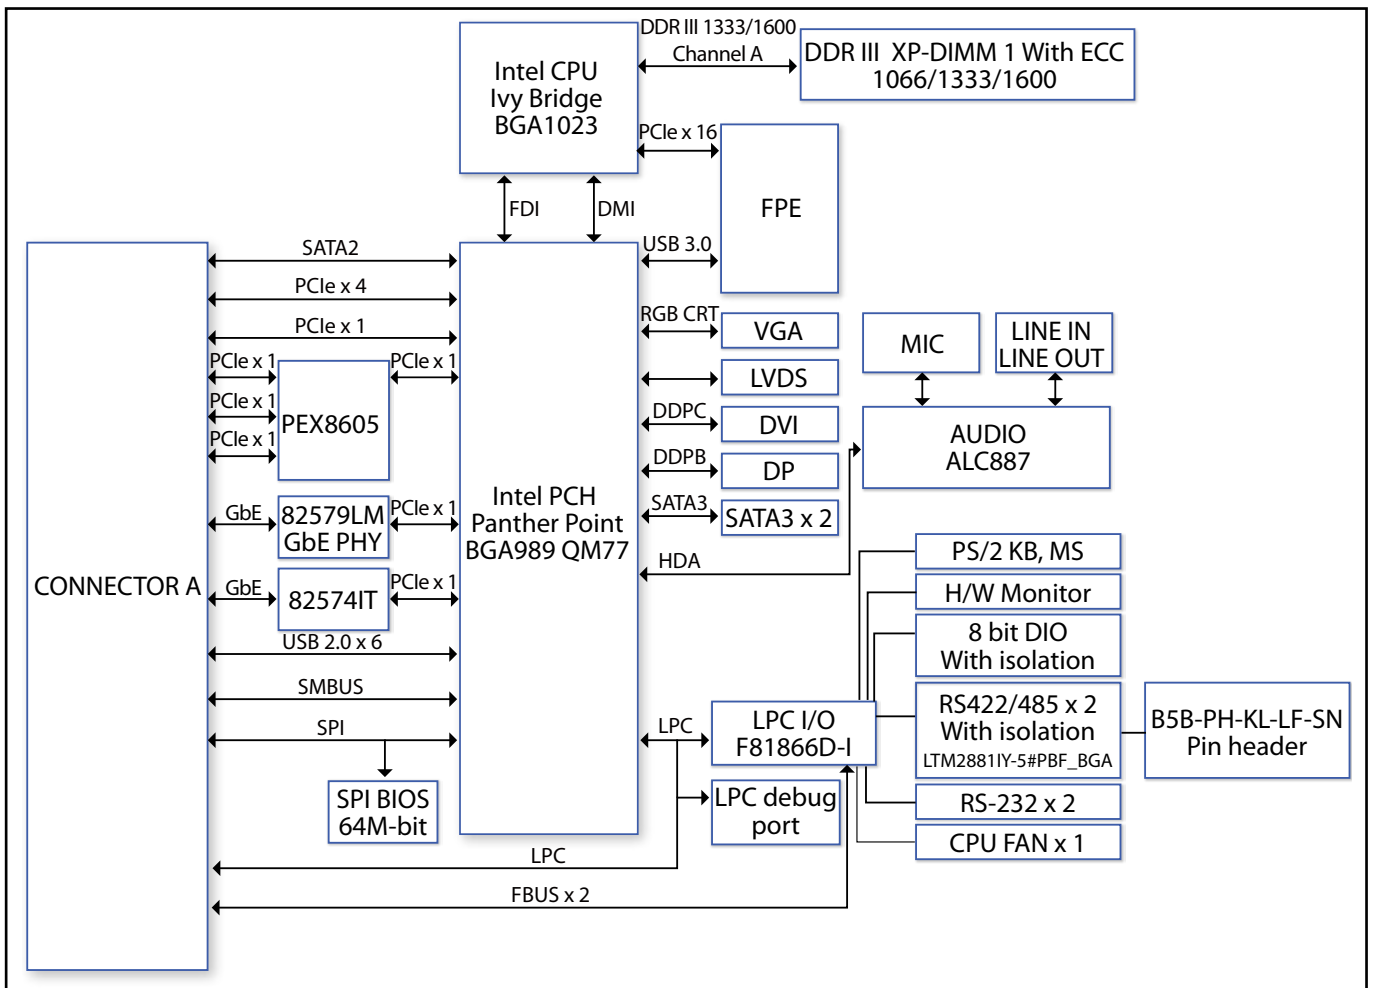 DDR III 1333/1600
Channel A
Intel CPU
Ivy Bridge
BGA1023
DDR III  XP-DIMM 1 With ECC
1066/1333/1600
PCIe x 16
FPE
FDI
DMI
USB 3.0
SATA2
PCIe x 4
PCIe x 1
PCIe x 1
PCIe x 1
PCIe x 1
PCIe x 1
PEX8605
GbE
82579LM
GbE PHY
PCIe x 1
GbE
82574IT
PCIe x 1
CONNECTOR A
USB 2.0 x 6
SMBUS
SPI
SPI BIOS
64M-bit
Intel PCH
Panther Point
BGA989 QM77
RGB CRT
VGA
LVDS
DDPC
DVI
DDPB
DP
SATA3
SATA3 x 2
HDA
MIC
LINE IN
LINE OUT
AUDIO
ALC887
PS/2 KB, MS
H/W Monitor
8 bit DIO
With isolation
RS422/485 x 2
With isolation
LTM2881IY-5#PBF_BGA
B5B-PH-KL-LF-SN
Pin header
RS-232 x 2
CPU FAN x 1
LPC
LPC I/O
F81866D-I
LPC debug
port
LPC
FBUS x 2